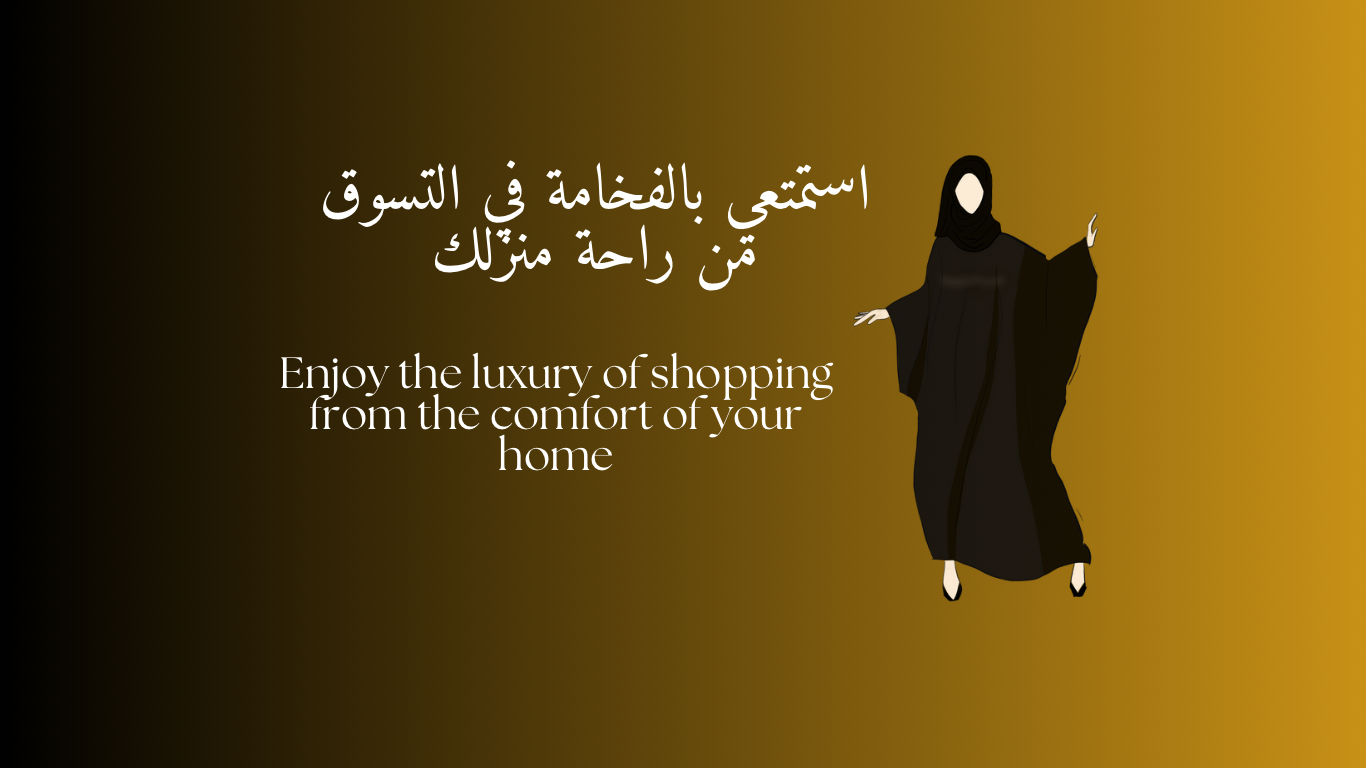 استمتعي بالفخامة في التسوق
من راحة منزلك
Enjoy the luxury of shopping
from the comfort of your
home